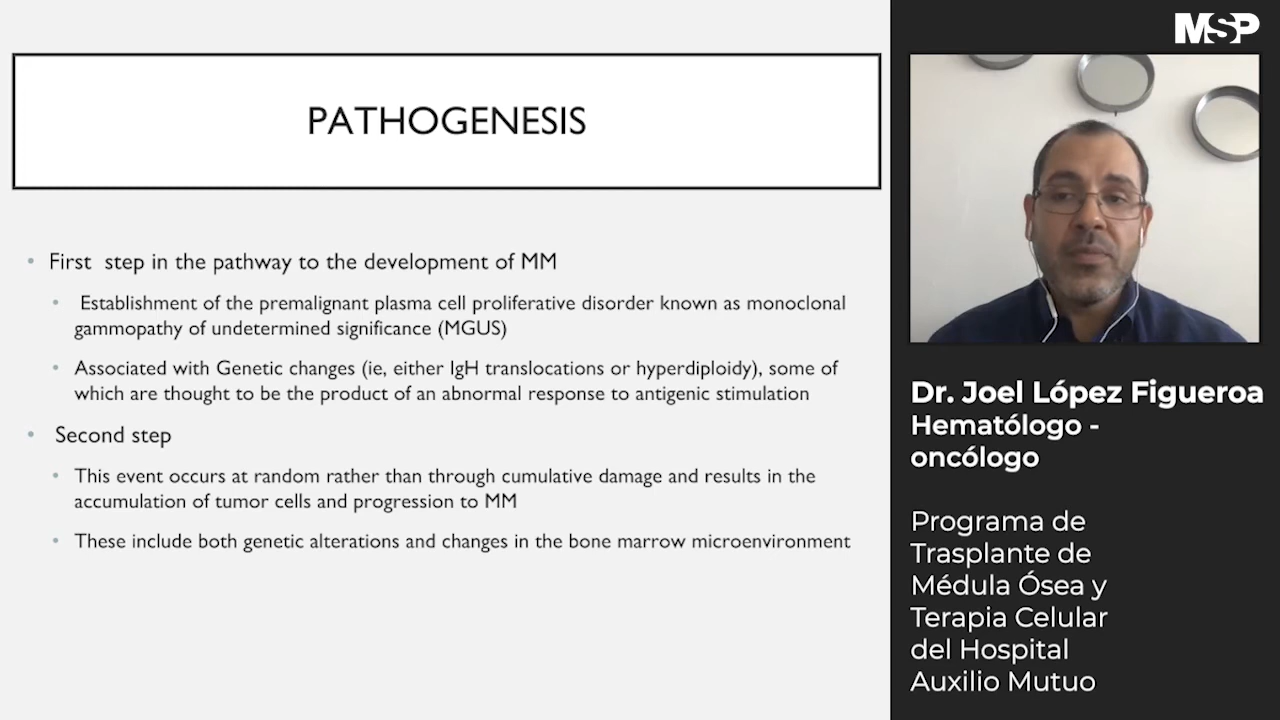 MSP
PATHOGENESIS
First step in the pathway to the development of MM
Establishment of the premalignant plasma cell proliferative disorder known as monoclonal
gammopathy of undetermined significance (MGUS)
Associated with Genetic changes (ie, either IgH translocations or hyperdiploidy), some of
which are thought to be the product of an abnormal response to antigenic stimulation
Second step
This event occurs at random rather than through cumulative damage and results in the
accumulation of tumor cells and progression to MM
These include both genetic alterations and changes in the bone marrow microenvironment
Dr. Joel López Figueroa
Hematólogo -
oncólogo
Programa de
Trasplante de
Médula Ósea y
Terapia Celular
del Hospital
Auxilio Mutuo